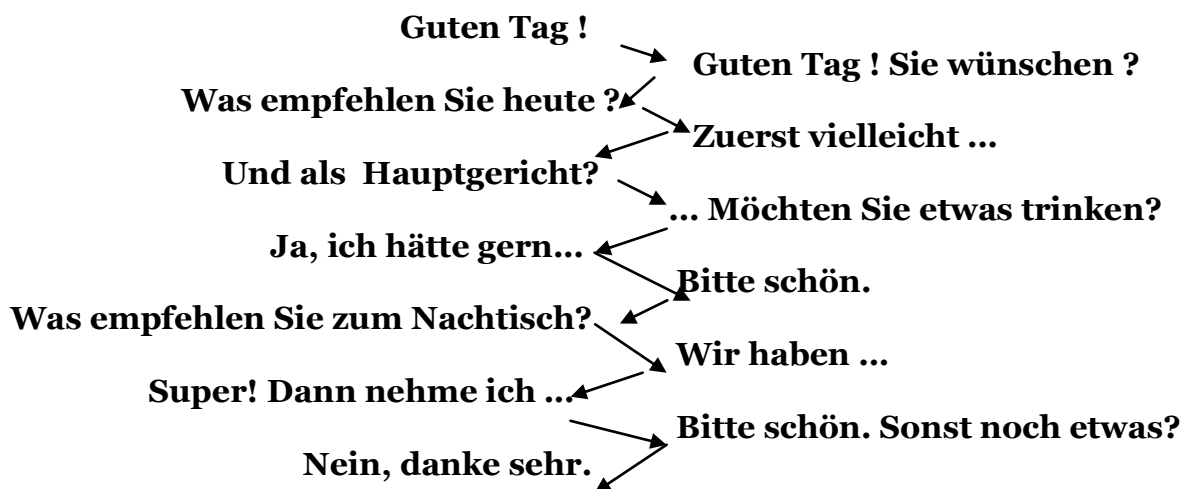 Guten Tag !
Guten Tag ! Sie wünschen ?
Was empfehlen Sie heute ?
Zuerst vielleicht ...
Und als Hauptgericht?
... Möchten Sie etwas trinken?
Ja, ich hätte gern...
Bitte schön.
Was empfehlen Sie zum Nachtisch?
Wir haben ...
Super! Dann nehme ich ...
Bitte schön. Sonst noch etwas?
Nein, danke sehr.